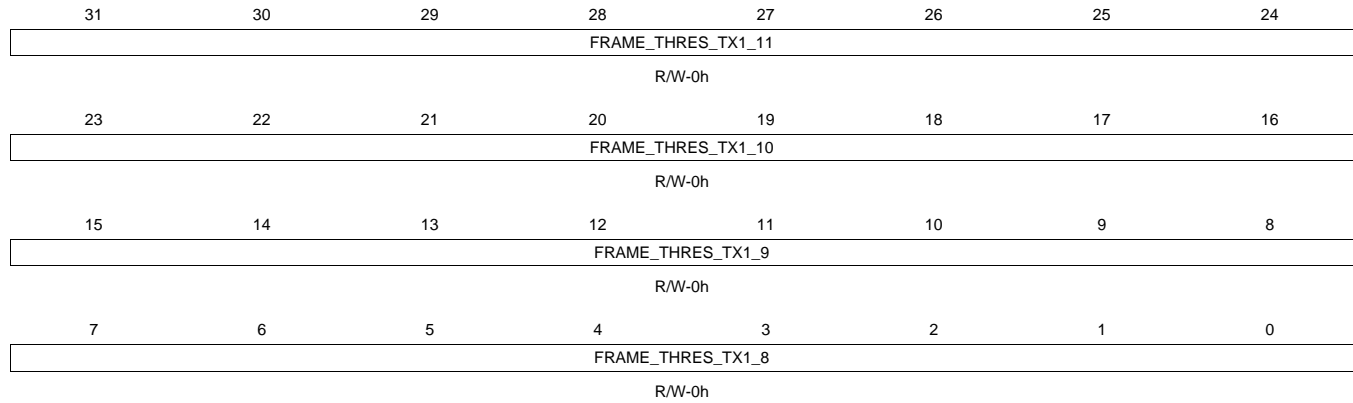 31 30 29 28 27 26 25 24
FRAME_THRES_TX1_11
R/W-0h
23 22 21 20 19 18 17 16
FRAME_THRES_TX1_10
R/W-0h
15 14 13 12 11 10 9 8
FRAME_THRES_TX1_9
R/W-0h
7 6 5 4 3 2 1 0
FRAME_THRES_TX1_8
R/W-0h